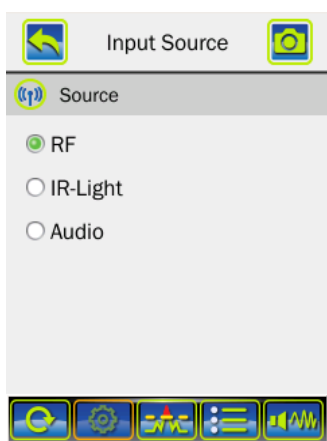 Input Source
Source
RF
IR-Light
Audio